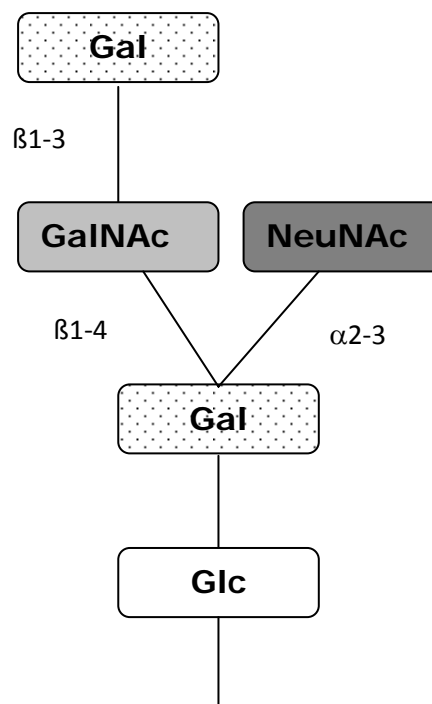 Gal
ß1-3
GalNAc
NeuNAc
ß1-4
α2-3
Gal
Glc